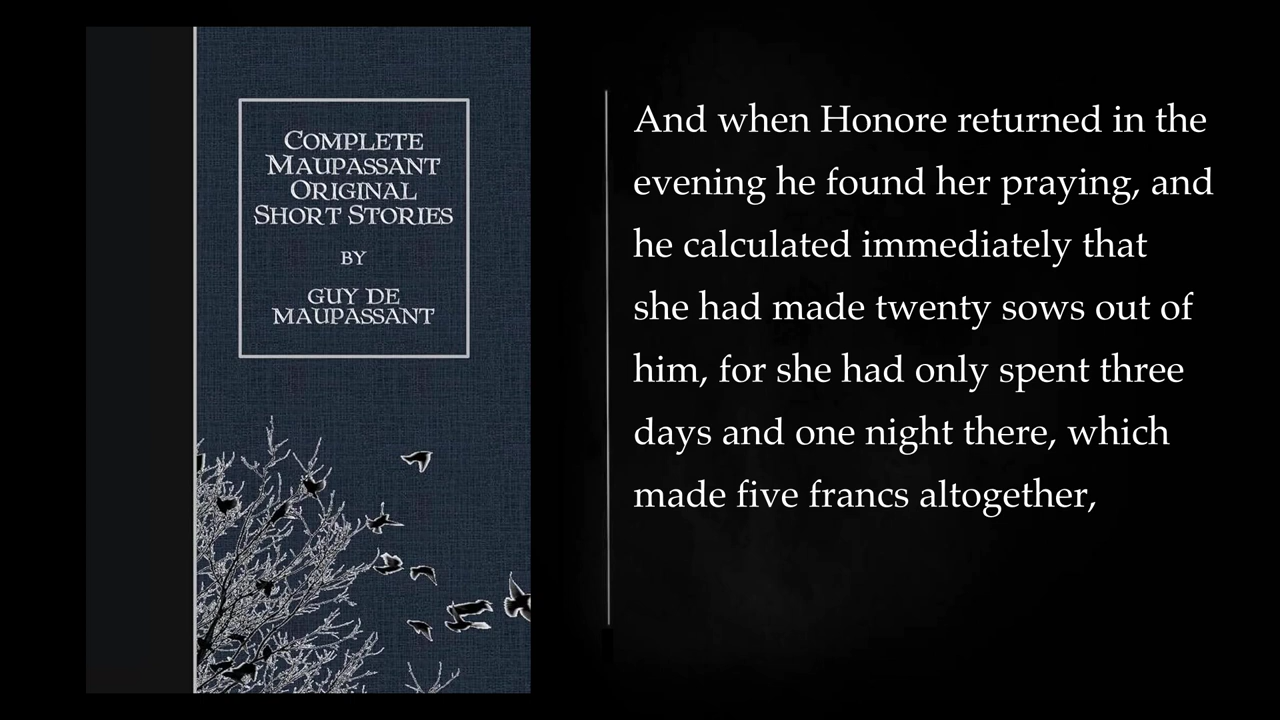 COMPLETE
MAUPASSANT
ORIGINAL
SHORT STORIES
BY
GUY DE
MAUPASSANT
And when Honore returned in the
evening he found her praying, and
he calculated immediately that
she had made twenty sows out of
him, for she had only spent three
days and one night there, which
made five francs altogether,